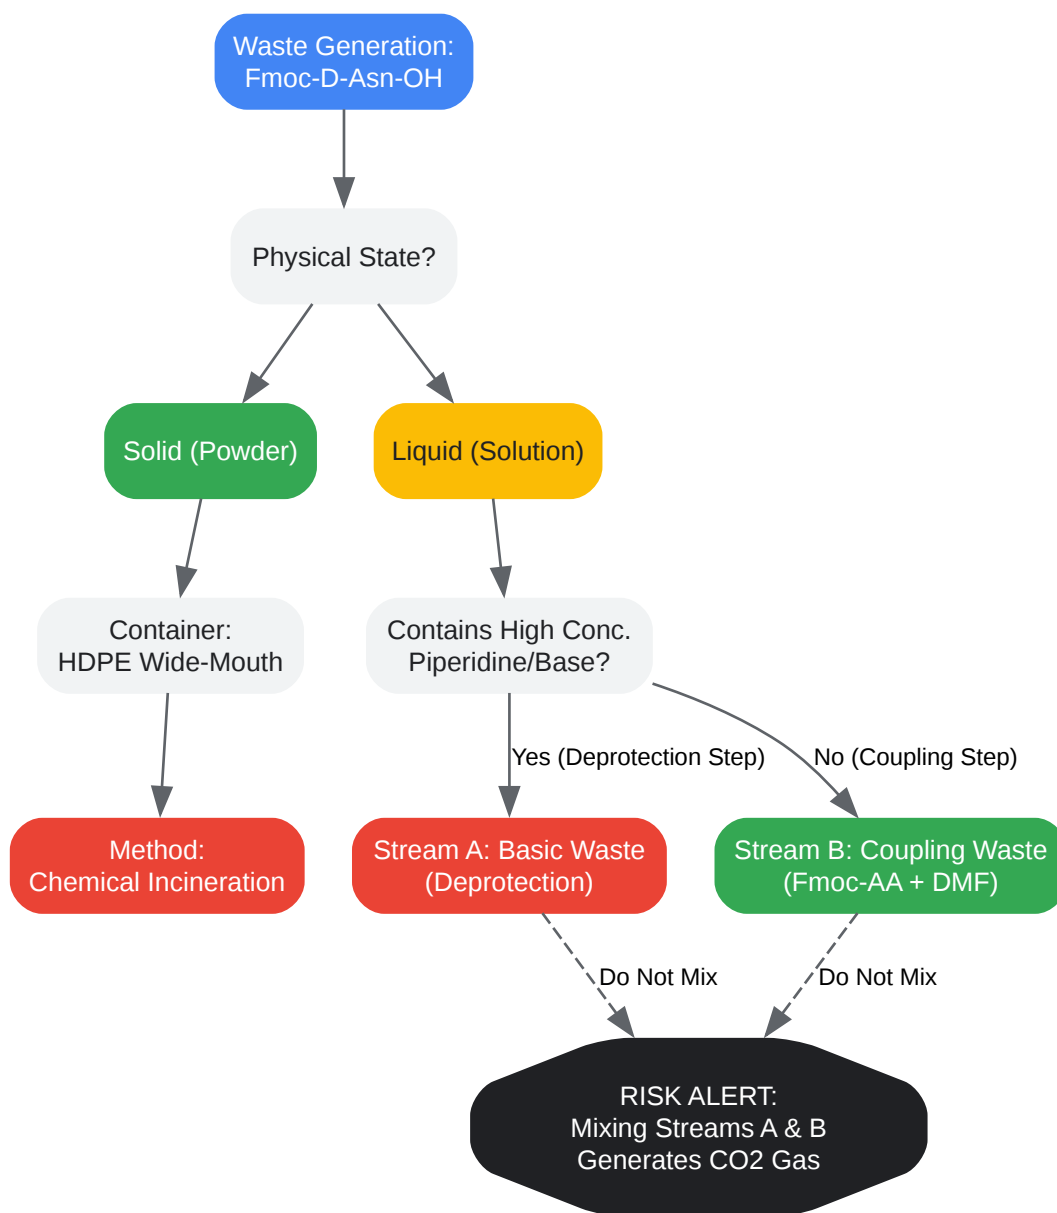 Waste Generation:
Fmoc-D-Asn-OH
Physical State?
Solid (Powder)
Liquid (Solution)
Container:
HDPE Wide-Mouth
Contains High Conc.
Piperidine/Base?
Yes (Deprotection Step)
No (Coupling Step)
Method:
Chemical Incineration
Stream A: Basic Waste
(Deprotection)
Stream B: Coupling Waste
(Fmoc-AA + DMF)
Do Not Mix
Do Not Mix
RISK ALERT:
Mixing Streams A & B
Generates CO2 Gas